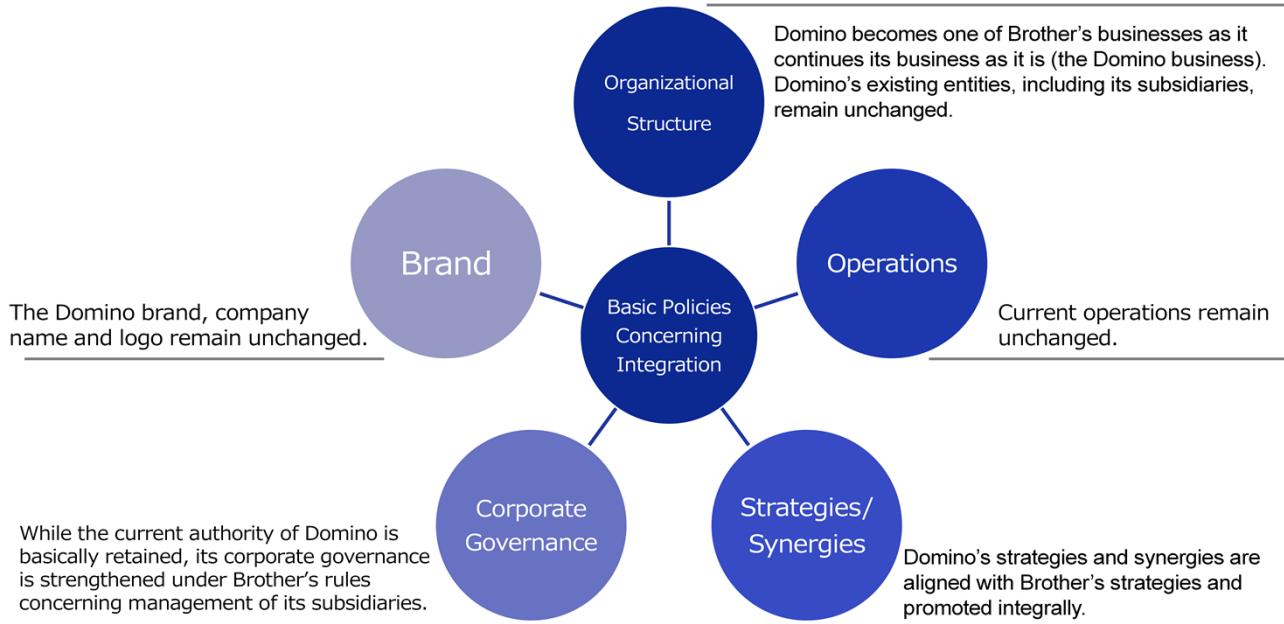 Organizational
Structure
Domino becomes one of Brother’s businesses as it
continues its business as it is (the Domino business).
Domino’s existing entities, including its subsidiaries,
remain unchanged.
Brand
The Domino brand, company
name and logo remain unchanged.
Basic Policies
Concerning
Integration
Operations
Current operations remain
unchanged.
Corporate
Governance
While the current authority of Domino is
basically retained, its corporate governance
is strengthened under Brother’s rules
concerning management of its subsidiaries.
Strategies/
Synergies
Domino’s strategies and synergies are
aligned with Brother’s strategies and
promoted integrally.